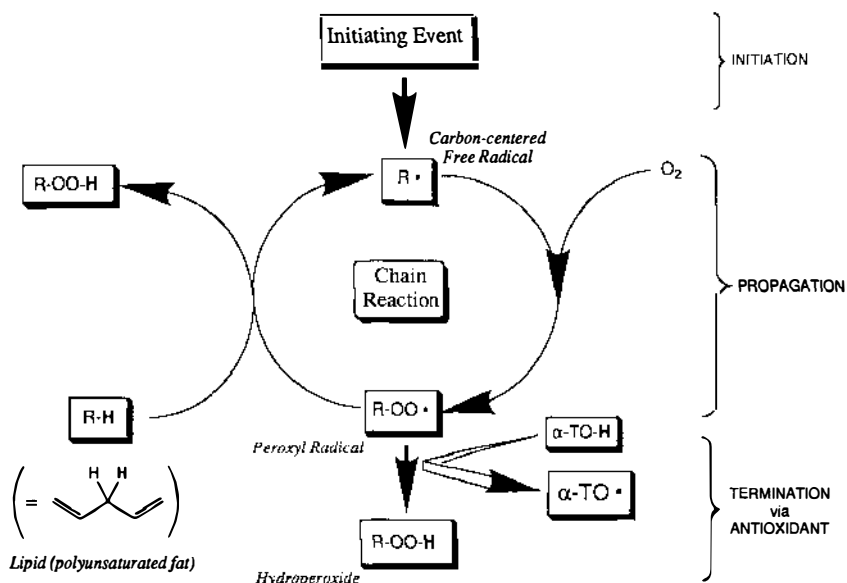 Initiating Event
INITIATION
Carbon-centered
Free Radical
R-OO-H
R •
O₂
Chain
Reaction
PROPAGATION
R-H
R-OO •
Peroxyl Radical
α-TO-H
H H
( = )
α-TO •
TERMINATION
via
ANTIOXIDANT
Lipid (polyunsaturated fat)
R-OO-H
Hydroperoxide